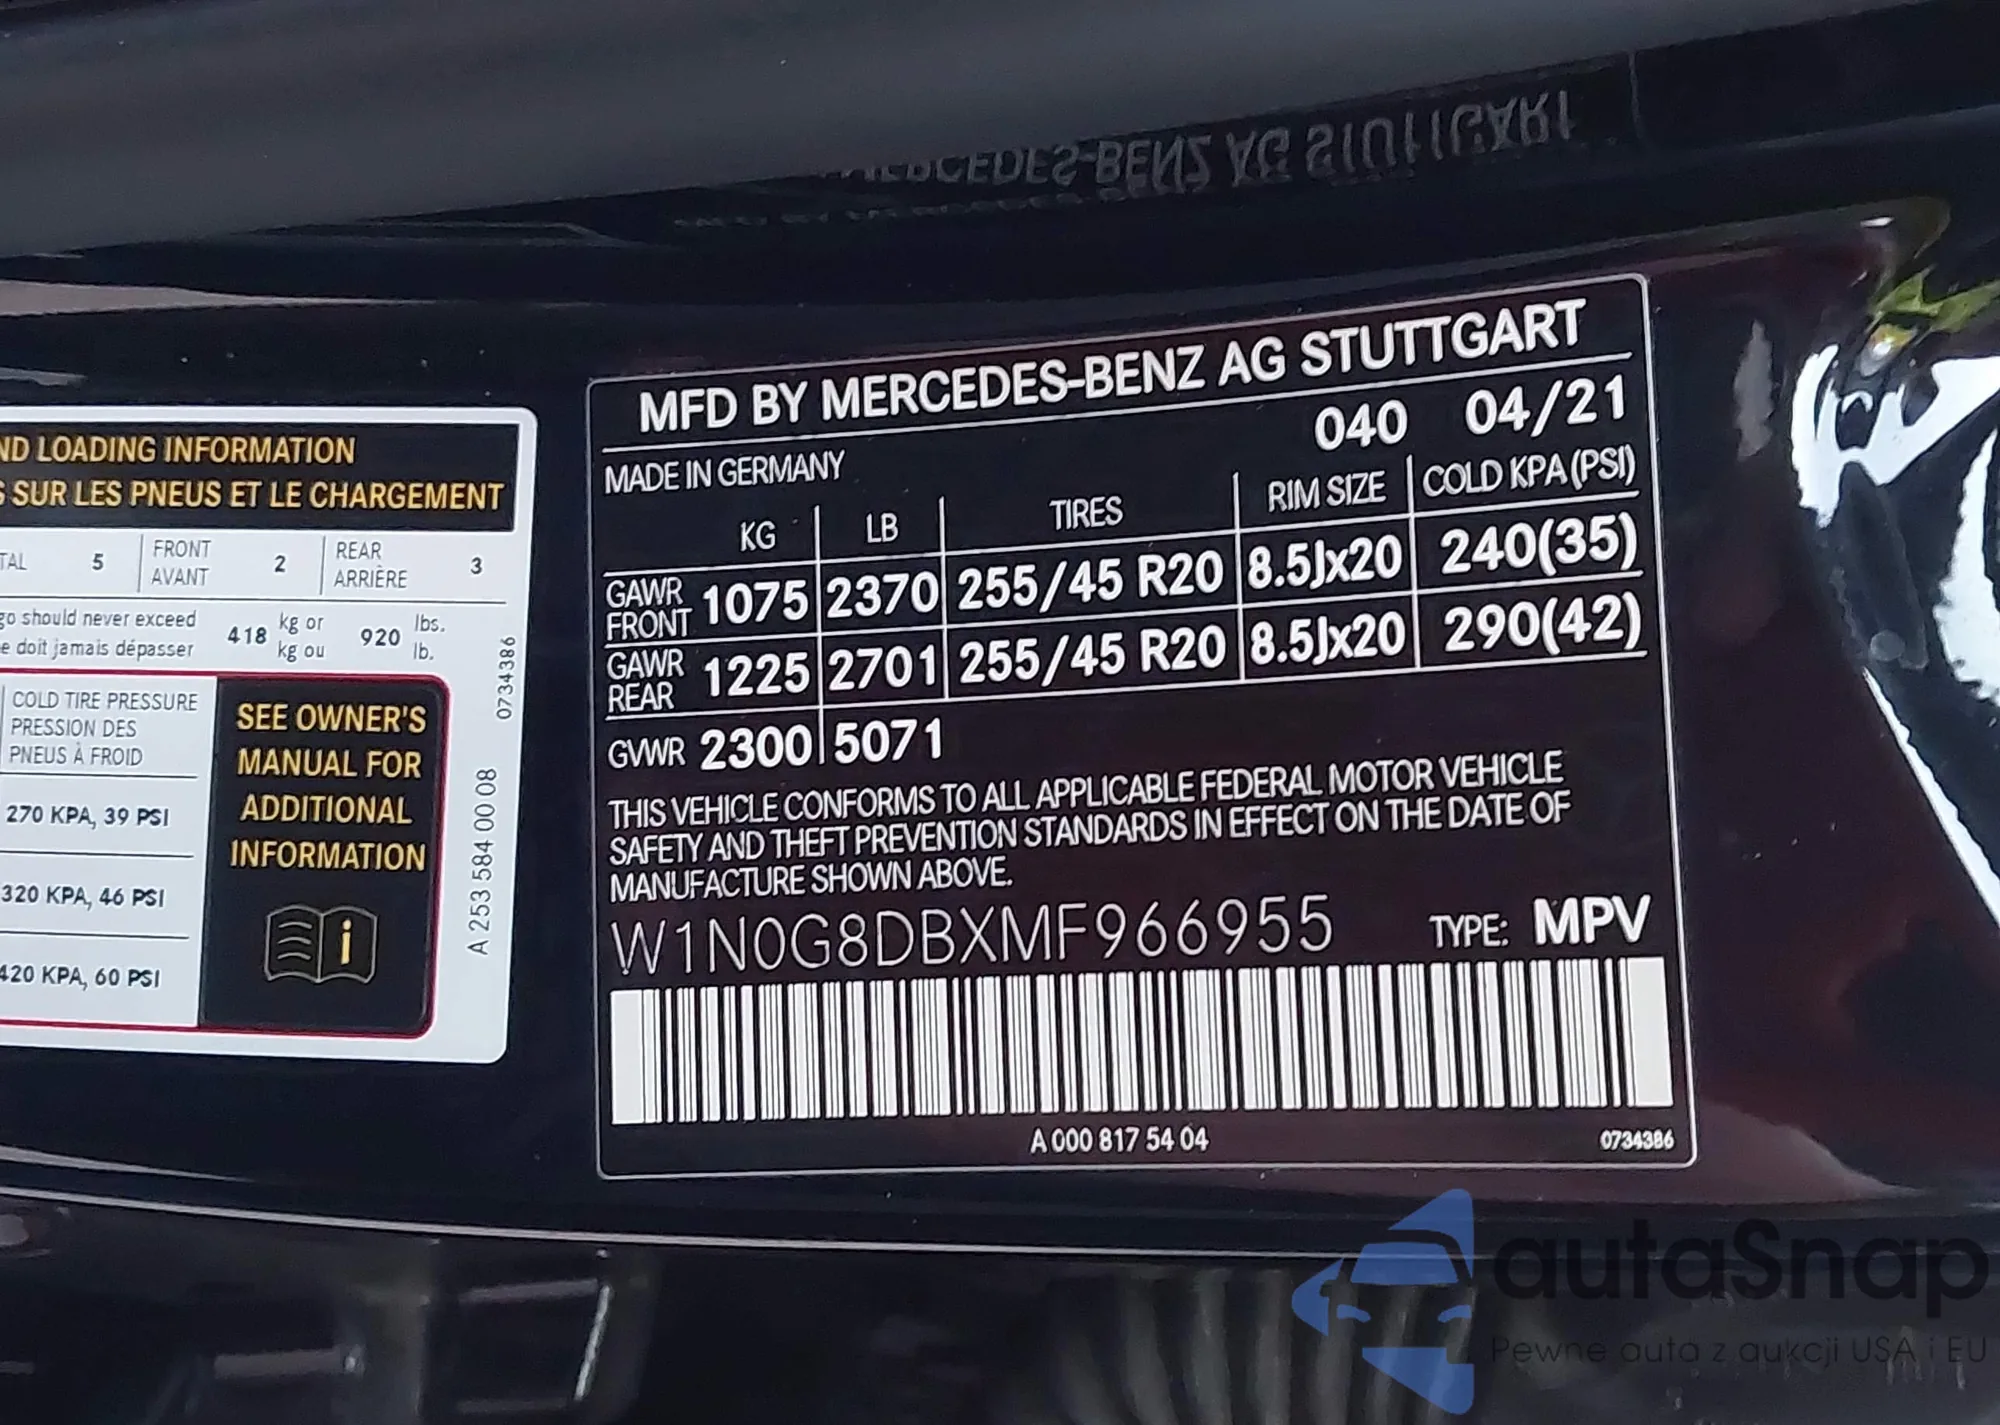 MERCEDES-BENZ AG STUTTGART
ND LOADING INFORMATION
S SUR LES PNEUS ET LE CHARGEMENT
TAL 5 FRONT AVANT 2 REAR ARRIÈRE 3
go should never exceed
e doit jamais dépasser
418 kg or kg ou 920 lbs. lb.
COLD TIRE PRESSURE
PRESSION DES
PNEUS À FROID
270 KPA, 39 PSI
320 KPA, 46 PSI
420 KPA, 60 PSI
SEE OWNER'S
MANUAL FOR
ADDITIONAL
INFORMATION
i
A 253 584 00 08 0734386
MFD BY MERCEDES-BENZ AG STUTTGART
040 04/21
MADE IN GERMANY
KG LB TIRES RIM SIZE COLD KPA (PSI)
GAWR FRONT 1075 2370 255/45 R20 8.5Jx20 240(35)
GAWR REAR 1225 2701 255/45 R20 8.5Jx20 290(42)
GVWR 2300 5071
THIS VEHICLE CONFORMS TO ALL APPLICABLE FEDERAL MOTOR VEHICLE
SAFETY AND THEFT PREVENTION STANDARDS IN EFFECT ON THE DATE OF
MANUFACTURE SHOWN ABOVE.
W1N0G8DBXMF966955 TYPE: MPV
A 000 817 54 04 0734386
autaSnap
Pewne auta z aukcji USA i EU